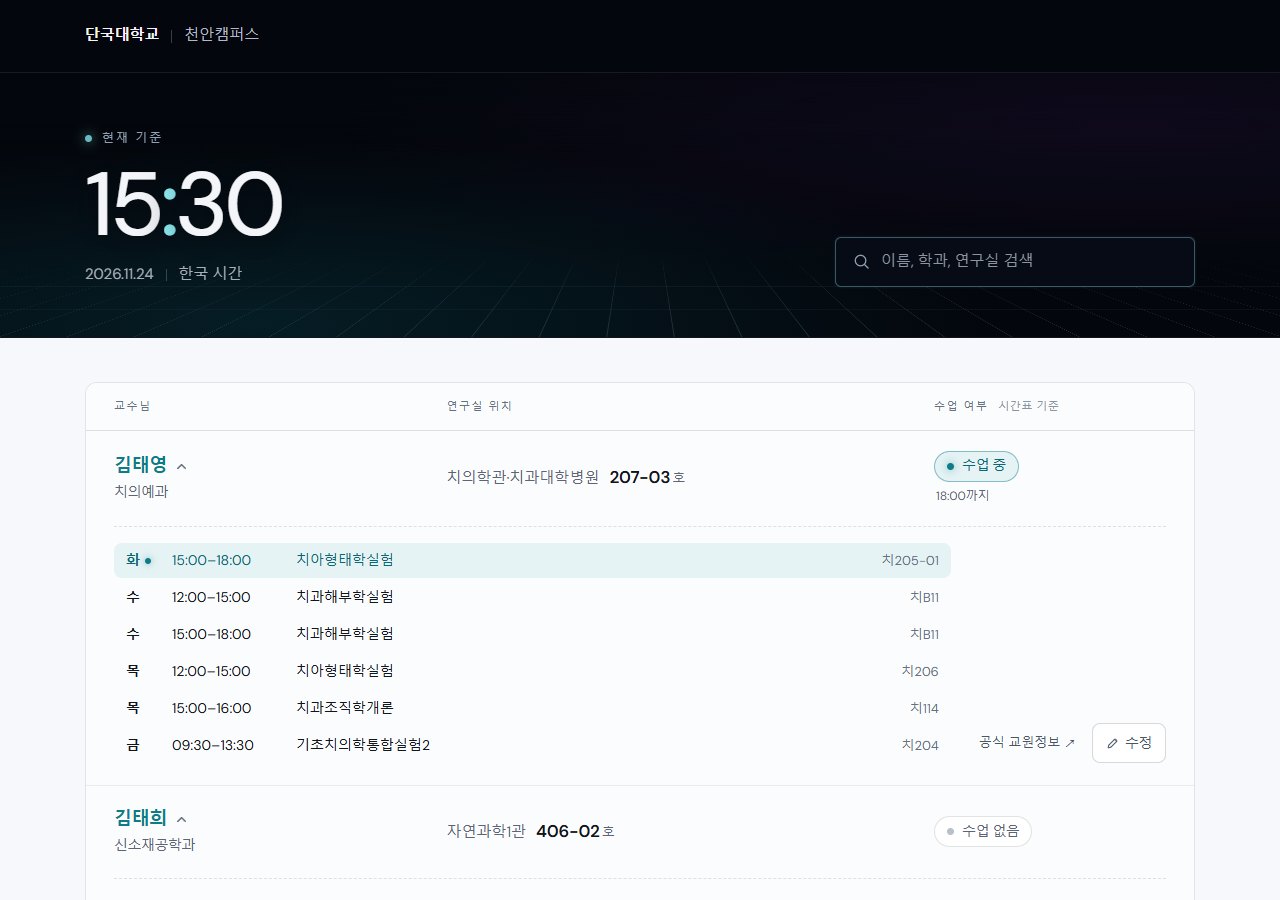 단국대학교 | 천안캠퍼스
현재 기준
15:30
2026.11.24 | 한국 시간
이름, 학과, 연구실 검색
교수님 연구실 위치 수업 여부 시간표 기준
김태영
치의예과
치의학관·치과대학병원 207-03호
수업 중
18:00까지
화 15:00–18:00 치아형태학실험 치205-01
수 12:00–15:00 치과해부학실험 치B11
수 15:00–18:00 치과해부학실험 치B11
목 12:00–15:00 치아형태학실험 치206
목 15:00–16:00 치과조직학개론 치114
금 09:30–13:30 기초치의학통합실험2 치204
공식 교원정보 ↗ 수정
김태희
신소재공학과
자연과학1관 406-02호
수업 없음